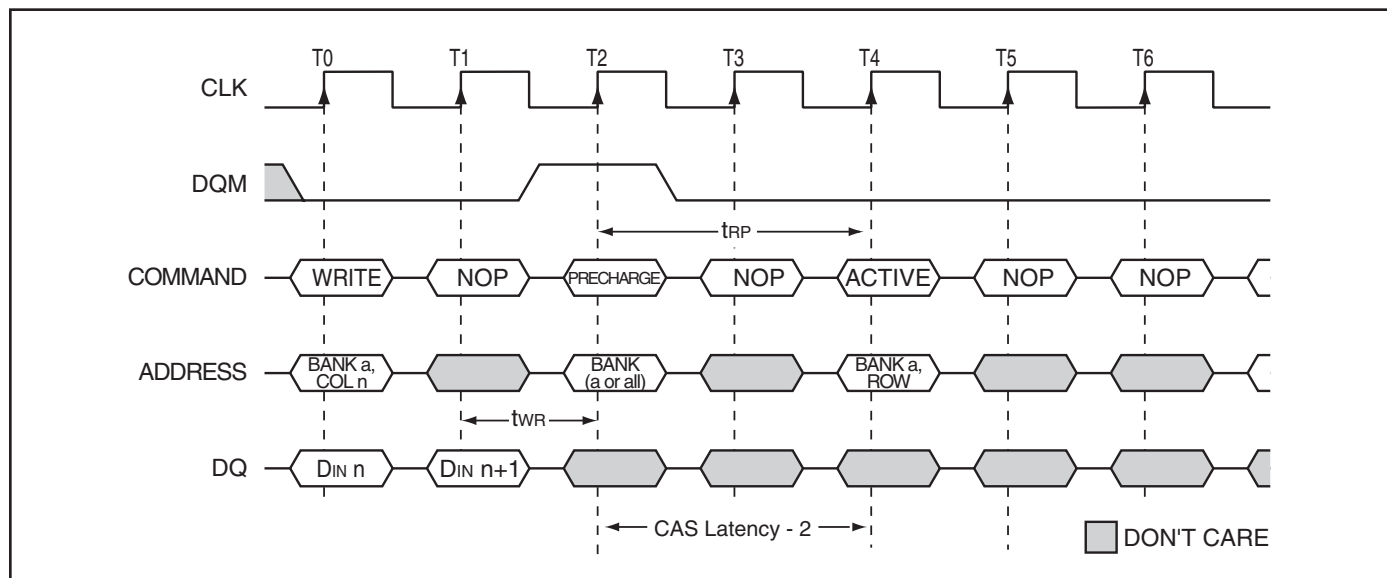 T0 T1 T2 T3 T4 T5 T6
CLK
DQM
tRP
COMMAND WRITE NOP PRECHARGE NOP ACTIVE NOP NOP
ADDRESS BANK a, COL n BANK (a or all) BANK a, ROW
tWR
DQ DIN n DIN n+1
CAS Latency - 2
DON'T CARE